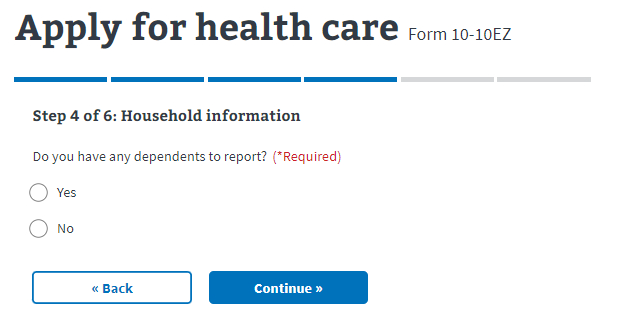 Apply for health care Form 10-10EZ
Step 4 of 6: Household information
Do you have any dependents to report? (*Required)
Yes
No
« Back
Continue »